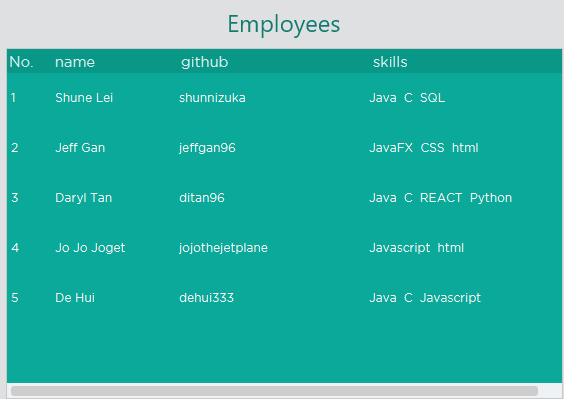 Employees
No. name github skills
1 Shune Lei shunnizuka Java C SQL
2 Jeff Gan jeffgan96 JavaFX CSS html
3 Daryl Tan ditan96 Java C REACT Python
4 Jo Jo Joget jojothejetplane Javascript html
5 De Hui dehui333 Java C Javascript